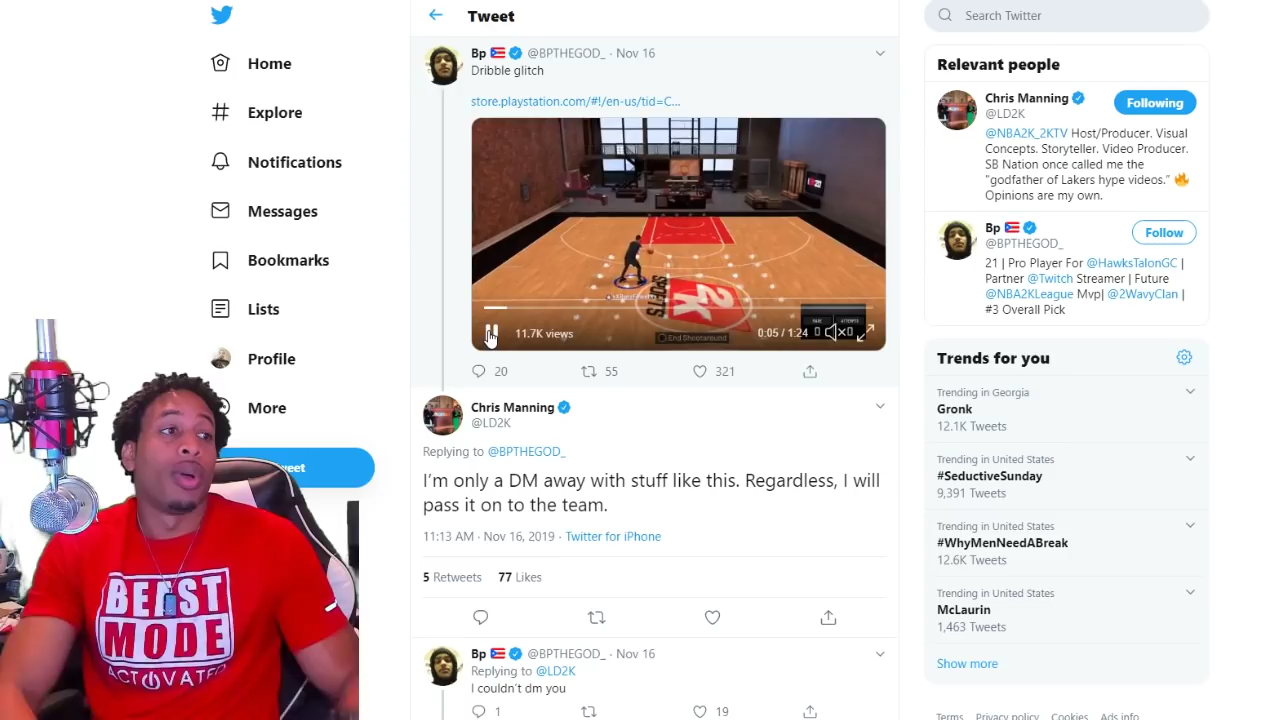 Home
Explore
Notifications
Messages
Bookmarks
Lists
Profile
More
eet
BEAST
MODE
ACTIVATED
Tweet
Bp @BPTHEGOD_ · Nov 16
Dribble glitch
store.playstation.com/#!/en-us/tid=C...
2K
SPORTS
End Shootaround
11.7K views
0:05 / 1:24
20
55
321
Chris Manning
@LD2K
Replying to @BPTHEGOD_
I'm only a DM away with stuff like this. Regardless, I will
pass it on to the team.
11:13 AM · Nov 16, 2019 · Twitter for iPhone
5 Retweets 77 Likes
Bp @BPTHEGOD_ · Nov 16
Replying to @LD2K
I couldn't dm you
1
19
Search Twitter
Relevant people
Chris Manning
@LD2K
Following
@NBA2K_2KTV Host/Producer. Visual
Concepts. Storyteller. Video Producer.
SB Nation once called me the
"godfather of Lakers hype videos."
Opinions are my own.
Bp
@BPTHEGOD_
Follow
21 | Pro Player For @HawksTalonGC |
Partner @Twitch Streamer | Future
@NBA2KLeague Mvp| @2WavyClan |
#3 Overall Pick
Trends for you
Trending in Georgia
Gronk
12.1K Tweets
Trending in United States
#SeductiveSunday
9,391 Tweets
Trending in United States
#WhyMenNeedABreak
12.6K Tweets
Trending in United States
McLaurin
1,463 Tweets
Show more
Terms Privacy policy Cookies Ads info